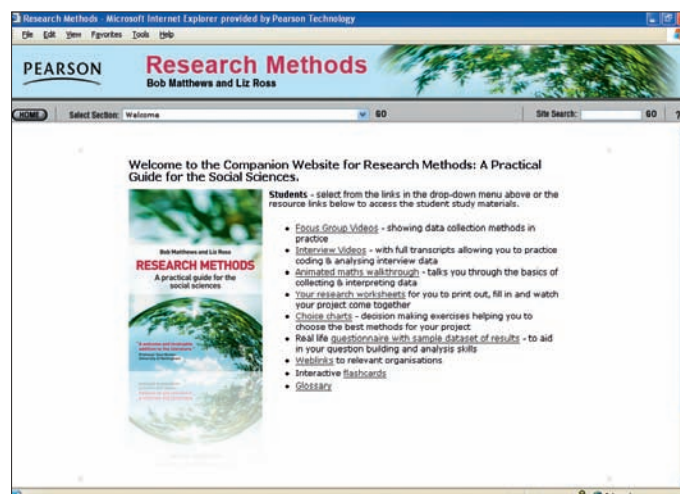 Research Methods - Microsoft Internet Explorer provided by Pearson Technology
File Edit View Favorites Tools Help
PEARSON
Research Methods
Bob Matthews and Liz Ross
HOME Select Section: Welcome GO Site Search: GO ?
Welcome to the Companion Website for Research Methods: A Practical
Guide for the Social Sciences.
Students - select from the links in the drop-down menu above or the
resource links below to access the student study materials.
• Focus Group Videos - showing data collection methods in
practice
• Interview Videos - with full transcripts allowing you to practice
coding & analysing interview data
• Animated maths walkthrough - talks you through the basics of
collecting & interpreting data
• Your research worksheets for you to print out, fill in and watch
your project come together
• Choice charts - decision making exercises helping you to
choose the best methods for your project
• Real life questionnaire with sample dataset of results - to aid
in your question building and analysis skills
• Weblinks to relevant organisations
• Interactive flashcards
• Glossary
Bob Matthews and Liz Ross
RESEARCH METHODS
A practical guide for the
social sciences